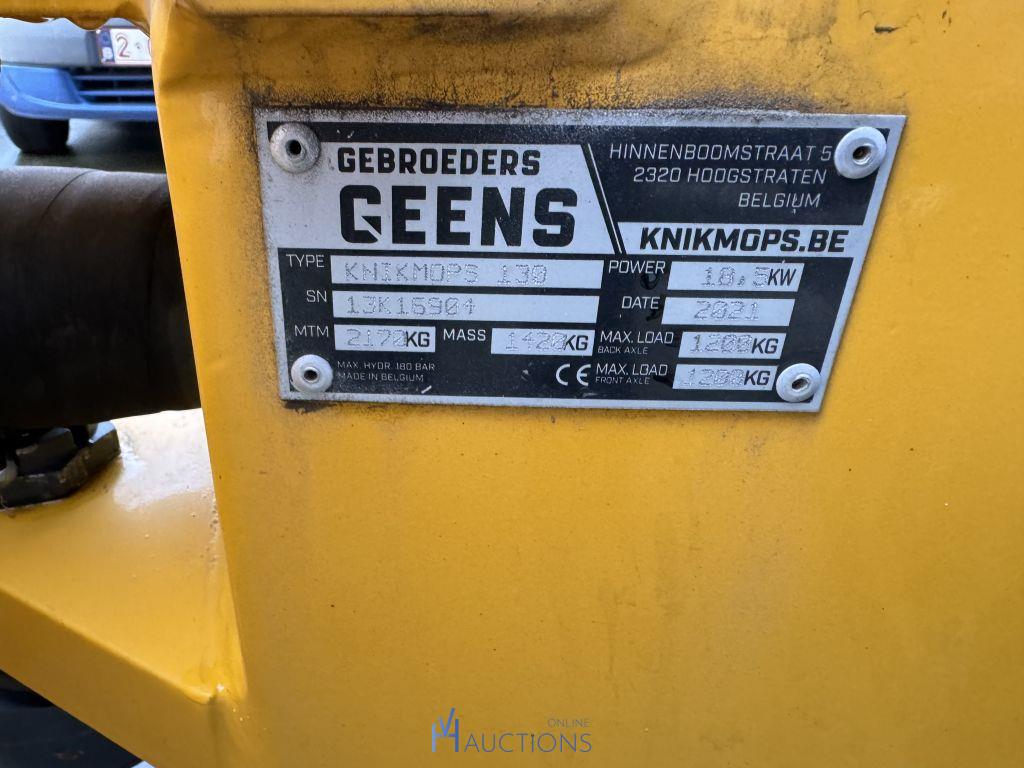 2
GEBROEDERS
GEENS
HINNENBOOMSTRAAT 5
2320 HOOGSTRATEN
BELGIUM
KNIKMOPS.BE
TYPE KNIKMOPS 130
POWER 18,5KW
SN 13K16904
DATE 2021
MTM 2170KG MASS 1420KG
MAX. LOAD 1200KG
BACK AXLE
MAX. HYDR. 180 BAR
MADE IN BELGIUM
CE
MAX. LOAD 1200KG
FRONT AXLE
VH ONLINE
AUCTIONS